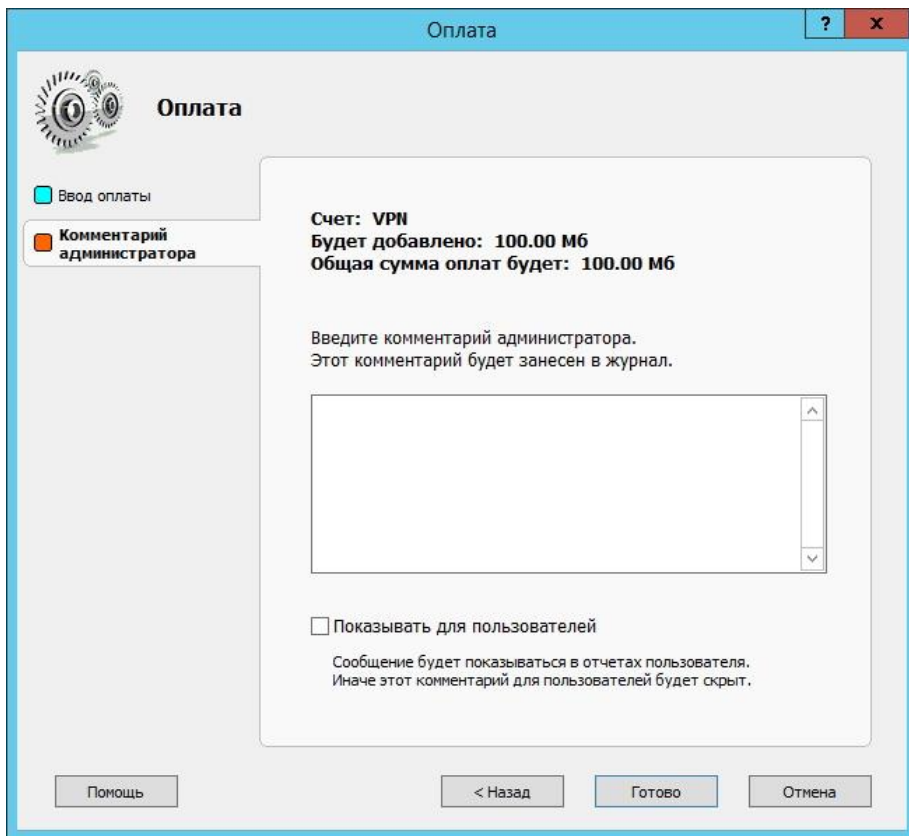 Оплата
? x
Оплата
Ввод оплаты
Комментарий
администратора
Счет: VPN
Будет добавлено: 100.00 Мб
Общая сумма оплат будет: 100.00 Мб
Введите комментарий администратора.
Этот комментарий будет занесен в журнал.
Показывать для пользователей
Сообщение будет показываться в отчетах пользователя.
Иначе этот комментарий для пользователей будет скрыт.
Помощь
< Назад
Готово
Отмена